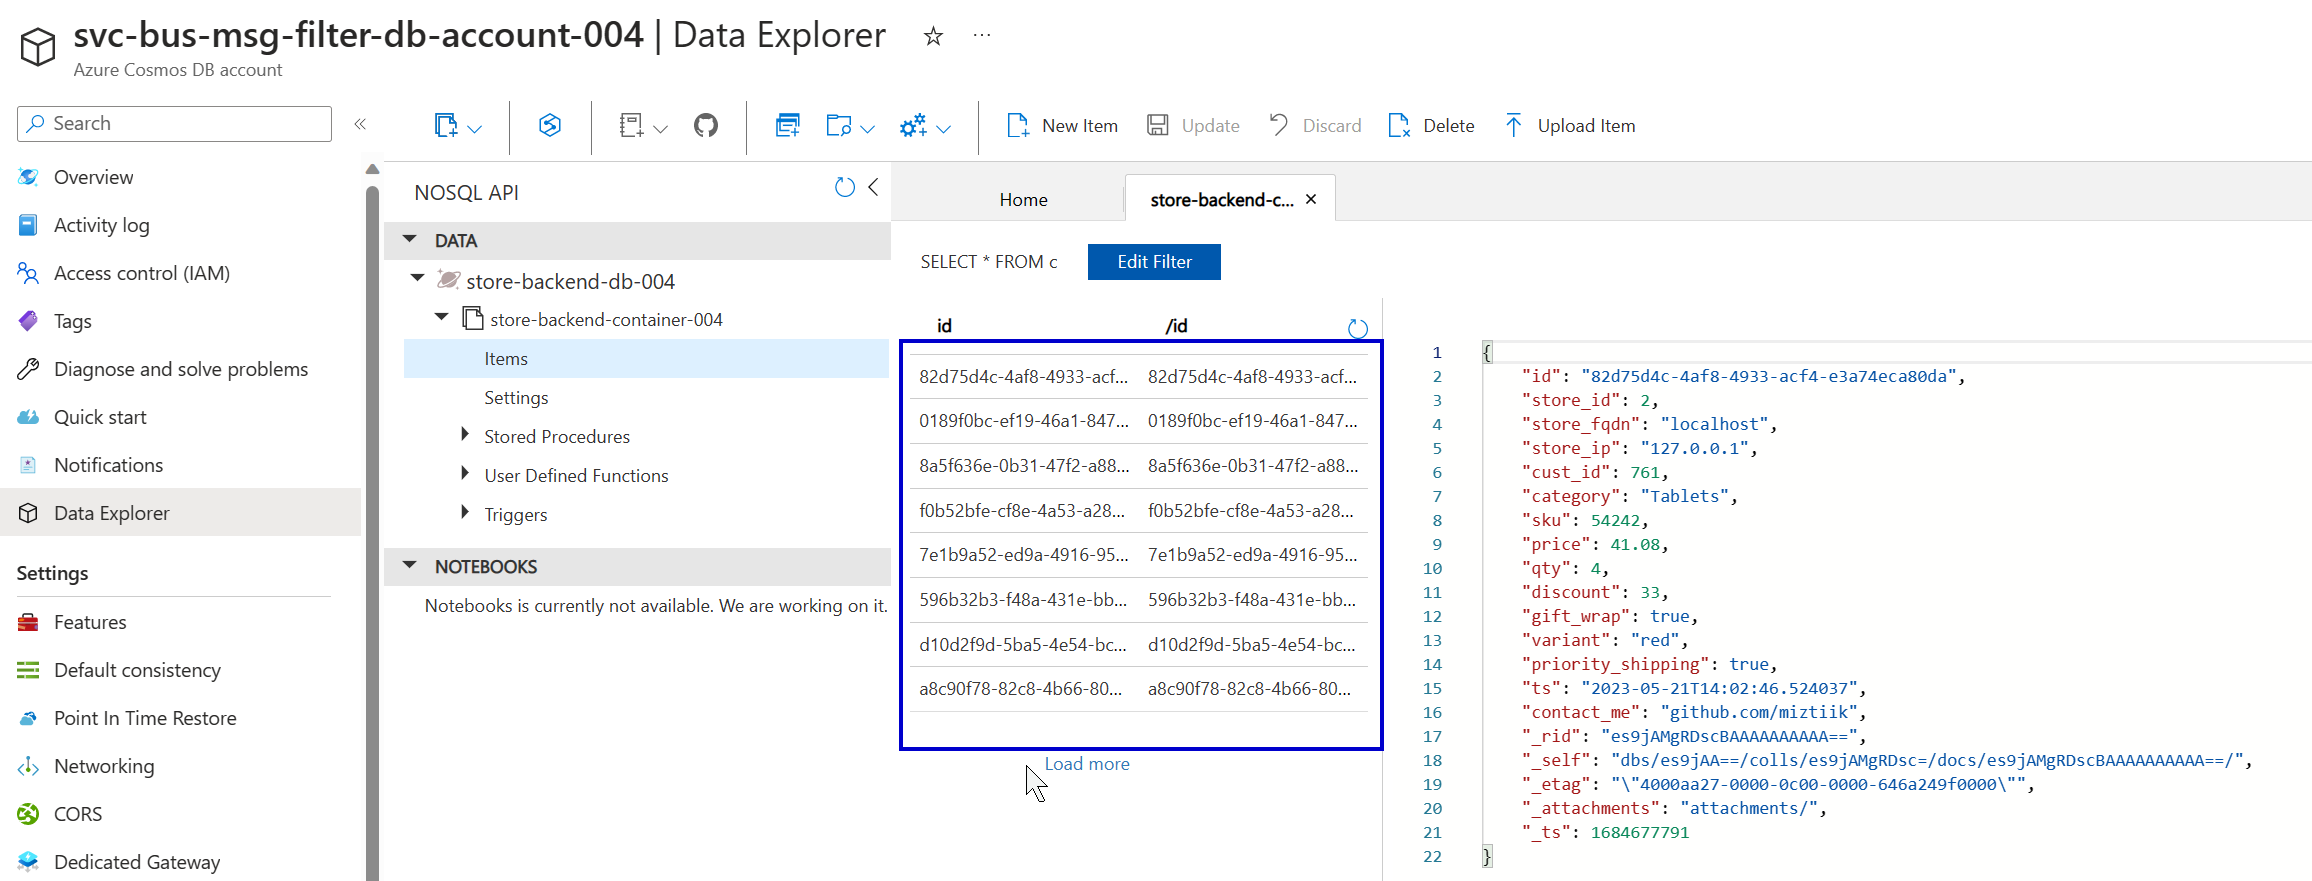 svc-bus-msg-filter-db-account-004 | Data Explorer
Azure Cosmos DB account
Search
Overview
Activity log
Access control (IAM)
Tags
Diagnose and solve problems
Quick start
Notifications
Data Explorer
Settings
Features
Default consistency
Point In Time Restore
Networking
CORS
Dedicated Gateway
New Item
Update
Discard
Delete
Upload Item
NOSQL API
DATA
store-backend-db-004
store-backend-container-004
Items
Settings
Stored Procedures
User Defined Functions
Triggers
NOTEBOOKS
Notebooks is currently not available. We are working on it.
Home
store-backend-c...
SELECT * FROM c
Edit Filter
id /id
82d75d4c-4af8-4933-acf... 82d75d4c-4af8-4933-acf...
0189f0bc-ef19-46a1-847... 0189f0bc-ef19-46a1-847...
8a5f636e-0b31-47f2-a88... 8a5f636e-0b31-47f2-a88...
f0b52bfe-cf8e-4a53-a28... f0b52bfe-cf8e-4a53-a28...
7e1b9a52-ed9a-4916-95... 7e1b9a52-ed9a-4916-95...
596b32b3-f48a-431e-bb... 596b32b3-f48a-431e-bb...
d10d2f9d-5ba5-4e54-bc... d10d2f9d-5ba5-4e54-bc...
a8c90f78-82c8-4b66-80... a8c90f78-82c8-4b66-80...
Load more
1 {
2 "id": "82d75d4c-4af8-4933-acf4-e3a74eca80da",
3 "store_id": 2,
4 "store_fqdn": "localhost",
5 "store_ip": "127.0.0.1",
6 "cust_id": 761,
7 "category": "Tablets",
8 "sku": 54242,
9 "price": 41.08,
10 "qty": 4,
11 "discount": 33,
12 "gift_wrap": true,
13 "variant": "red",
14 "priority_shipping": true,
15 "ts": "2023-05-21T14:02:46.524037",
16 "contact_me": "github.com/miztiik",
17 "_rid": "es9jAMgRDscBAAAAAAAAAA==",
18 "_self": "dbs/es9jAA==/colls/es9jAMgRDsc=/docs/es9jAMgRDscBAAAAAAAAAA==/",
19 "_etag": "\"4000aa27-0000-0c00-0000-646a249f0000\"",
20 "_attachments": "attachments/",
21 "_ts": 1684677791
22 }